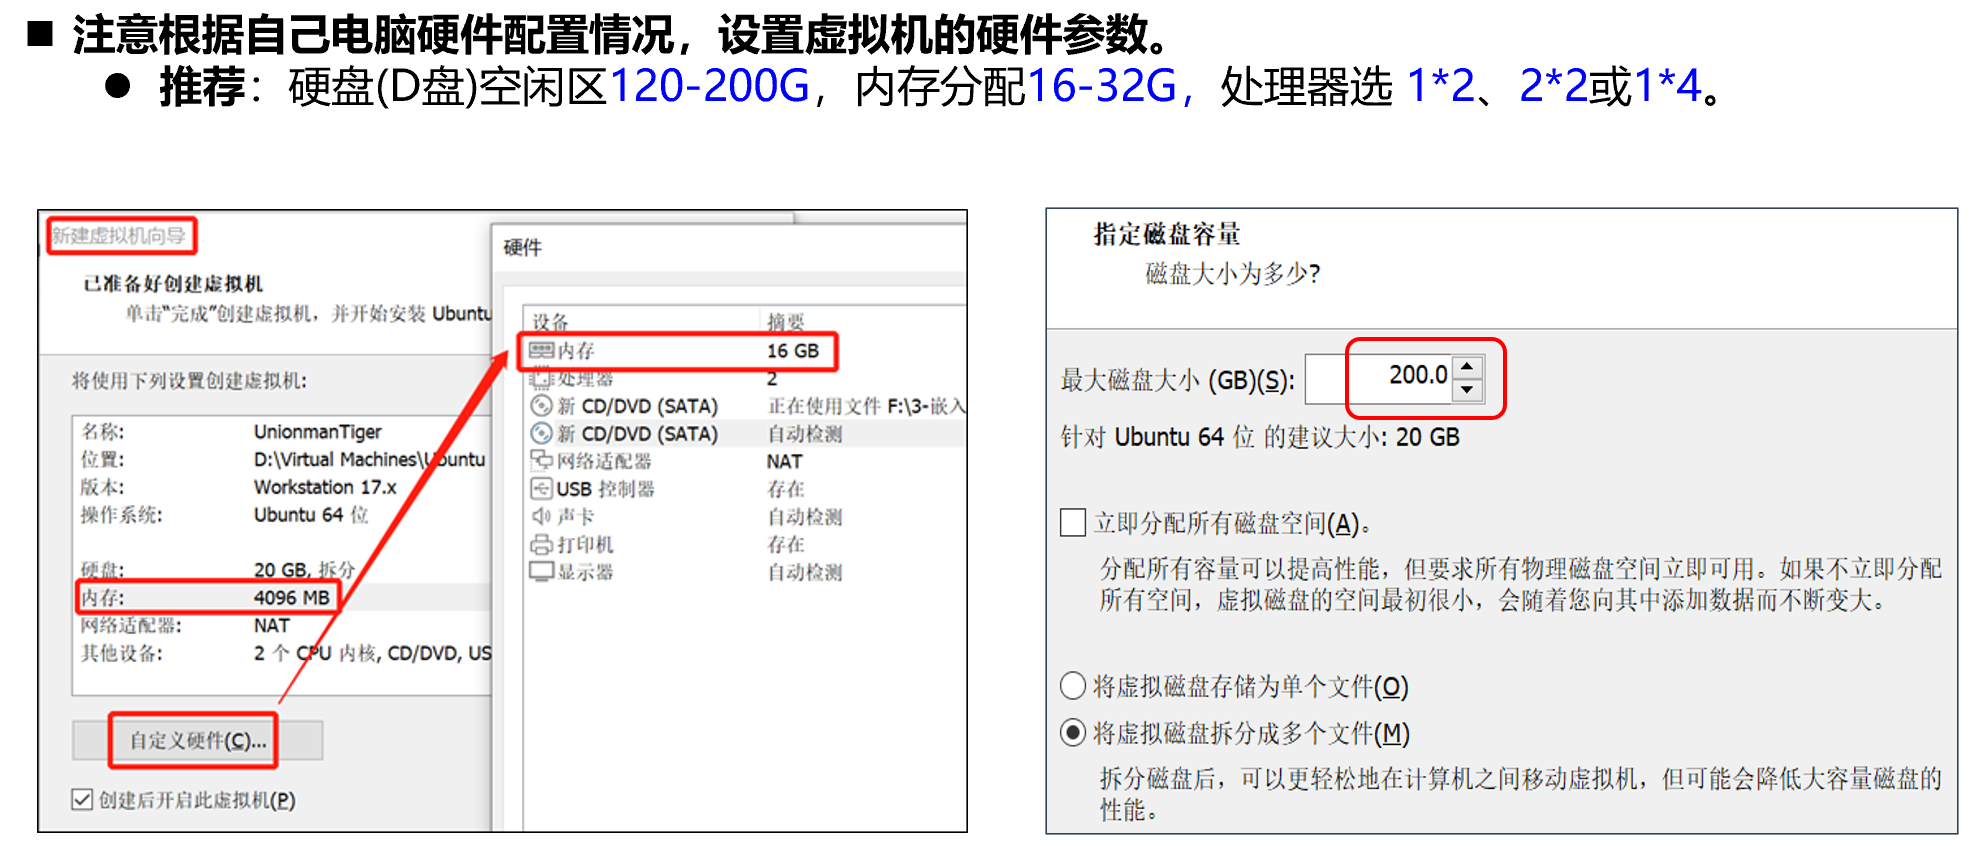 ■ 注意根据自己电脑硬件配置情况，设置虚拟机的硬件参数。
● 推荐：硬盘(D盘)空闲区120-200G，内存分配16-32G，处理器选 1*2、2*2或1*4。
新建虚拟机向导
已准备好创建虚拟机
单击“完成”创建虚拟机，并开始安装 Ubuntu
将使用下列设置创建虚拟机:
名称: UnionmanTiger
位置: D:\Virtual Machines\Ubuntu
版本: Workstation 17.x
操作系统: Ubuntu 64 位
硬盘: 20 GB, 拆分
内存: 4096 MB
网络适配器: NAT
其他设备: 2 个 CPU 内核, CD/DVD, US
自定义硬件(C)...
创建后开启此虚拟机(P)
硬件
设备 摘要
内存 16 GB
处理器 2
新 CD/DVD (SATA) 正在使用文件 F:\3-嵌入
新 CD/DVD (SATA) 自动检测
网络适配器 NAT
USB 控制器 存在
声卡 自动检测
打印机 存在
显示器 自动检测
指定磁盘容量
磁盘大小为多少?
最大磁盘大小 (GB)(S): 200.0
针对 Ubuntu 64 位 的建议大小: 20 GB
立即分配所有磁盘空间(A)。
分配所有容量可以提高性能，但要求所有物理磁盘空间立即可用。如果不立即分配
所有空间，虚拟磁盘的空间最初很小，会随着您向其中添加数据而不断变大。
将虚拟磁盘存储为单个文件(O)
将虚拟磁盘拆分成多个文件(M)
拆分磁盘后，可以更轻松地在计算机之间移动虚拟机，但可能会降低大容量磁盘的
性能。